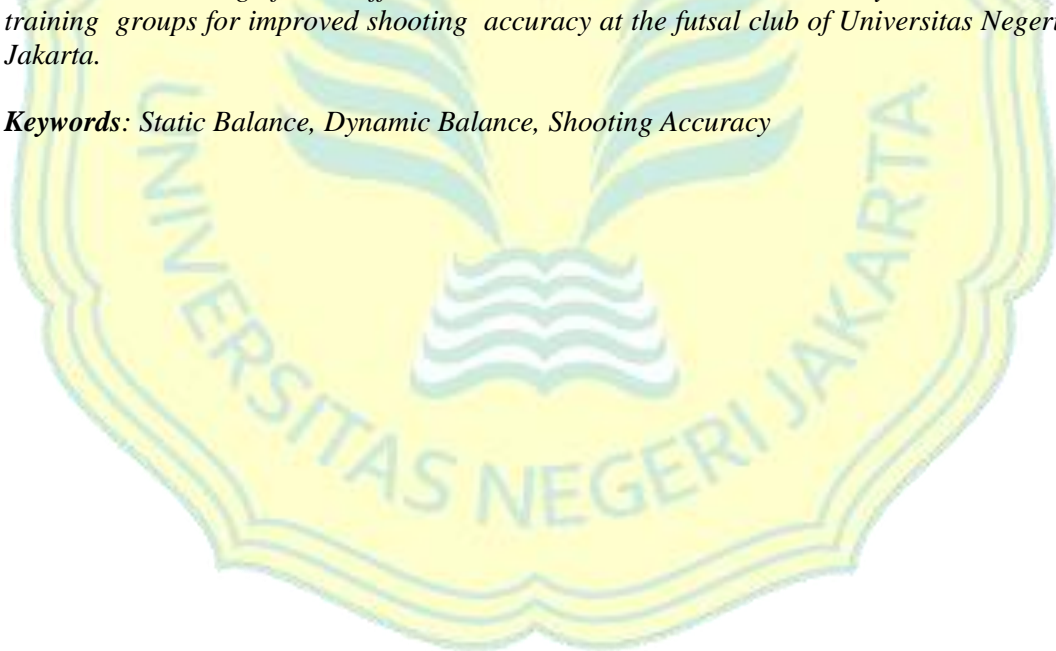 training groups for improved shooting accuracy at the futsal club of Universitas Negeri
Jakarta.
Keywords: Static Balance, Dynamic Balance, Shooting Accuracy
UNIVERSITAS NEGERI JAKARTA